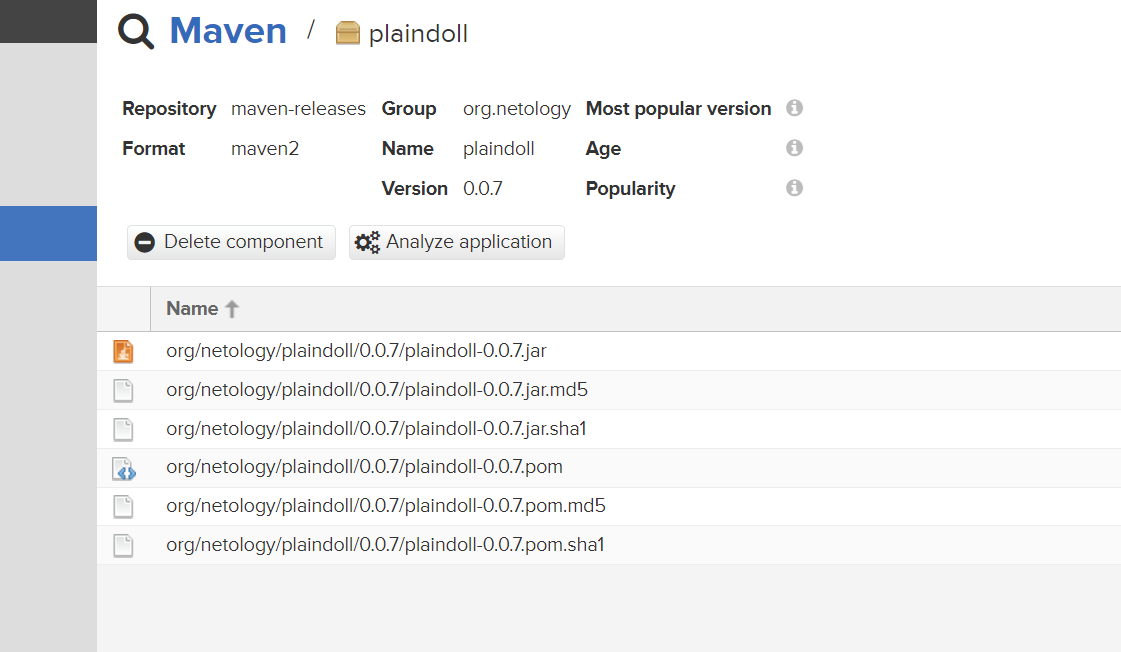 Maven / plaindoll
Repository maven-releases Group org.netology Most popular version
Format maven2 Name plaindoll Age
Version 0.0.7 Popularity
Delete component Analyze application
Name
org/netology/plaindoll/0.0.7/plaindoll-0.0.7.jar
org/netology/plaindoll/0.0.7/plaindoll-0.0.7.jar.md5
org/netology/plaindoll/0.0.7/plaindoll-0.0.7.jar.sha1
org/netology/plaindoll/0.0.7/plaindoll-0.0.7.pom
org/netology/plaindoll/0.0.7/plaindoll-0.0.7.pom.md5
org/netology/plaindoll/0.0.7/plaindoll-0.0.7.pom.sha1